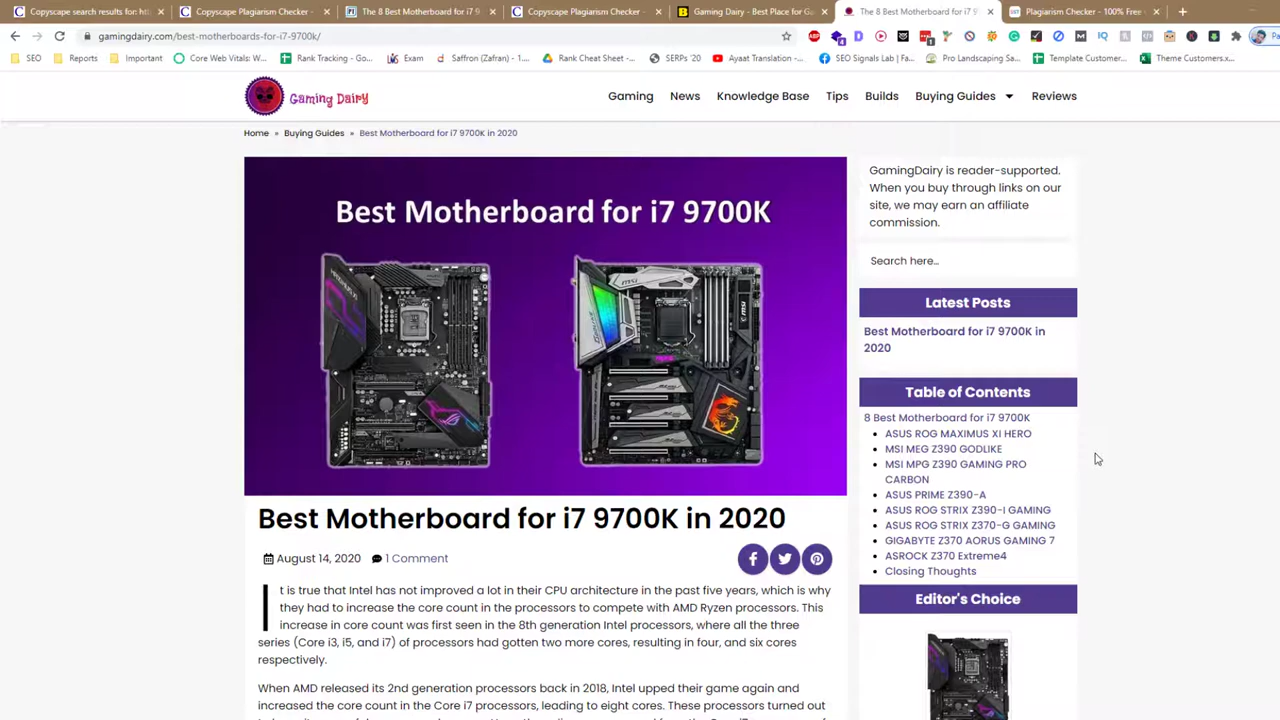 Copyscape search results for: htt
Copyscape Plagiarism Checker -
The 8 Best Motherboard for i7 9
Copyscape Plagiarism Checker -
Gaming Dairy - Best Place for Ga
The 8 Best Motherboard for i7 9
Plagiarism Checker - 100% Free
gamingdairy.com/best-motherboards-for-i7-9700k/
SEO
Reports
Important
Core Web Vitals: W...
Rank Tracking - Go...
Exam
Saffron (Zafran) - 1....
Rank Cheat Sheet -...
SERPs '20
Ayaat Translation -...
SEO Signals Lab | Fa...
Pro Landscaping Sa...
Template Customer...
Theme Customers.x...
Gaming Dairy
Gaming
News
Knowledge Base
Tips
Builds
Buying Guides
Reviews
Home » Buying Guides » Best Motherboard for i7 9700K in 2020
Best Motherboard for i7 9700K
Best Motherboard for i7 9700K in 2020
August 14, 2020
1 Comment
It is true that Intel has not improved a lot in their CPU architecture in the past five years, which is why
they had to increase the core count in the processors to compete with AMD Ryzen processors. This
increase in core count was first seen in the 8th generation Intel processors, where all the three
series (Core i3, i5, and i7) of processors had gotten two more cores, resulting in four, and six cores
respectively.
When AMD released its 2nd generation processors back in 2018, Intel upped their game again and
increased the core count in the Core i7 processors, leading to eight cores. These processors turned out
GamingDairy is reader-supported.
When you buy through links on our
site, we may earn an affiliate
commission.
Search here...
Latest Posts
Best Motherboard for i7 9700K in
2020
Table of Contents
8 Best Motherboard for i7 9700K
ASUS ROG MAXIMUS XI HERO
MSI MEG Z390 GODLIKE
MSI MPG Z390 GAMING PRO
CARBON
ASUS PRIME Z390-A
ASUS ROG STRIX Z390-I GAMING
ASUS ROG STRIX Z370-G GAMING
GIGABYTE Z370 AORUS GAMING 7
ASROCK Z370 Extreme4
Closing Thoughts
Editor's Choice